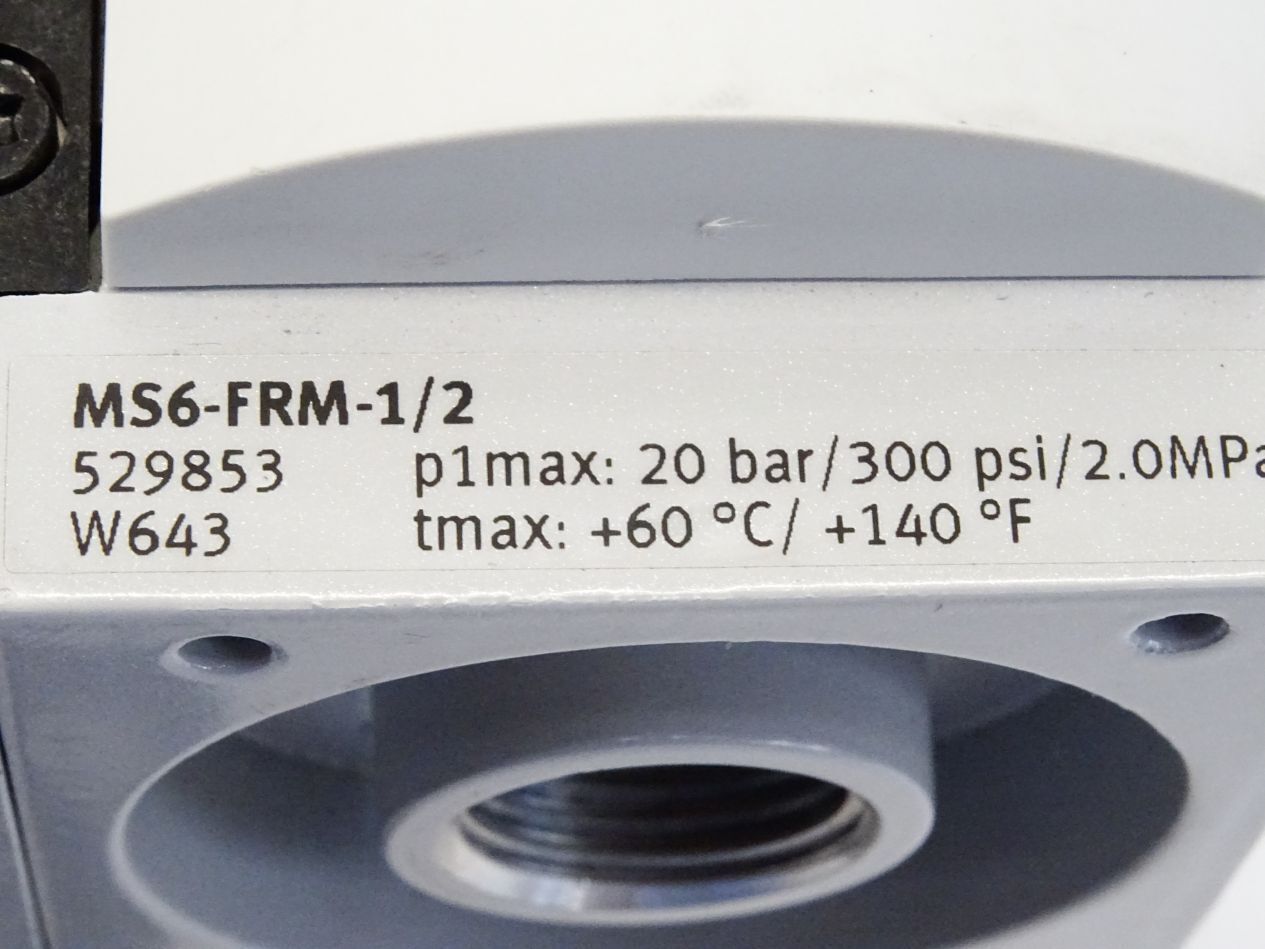 MS6-FRM-1/2
529853 p1max: 20 bar/300 psi/2.0MPa
W643 tmax: +60 °C/ +140 °F